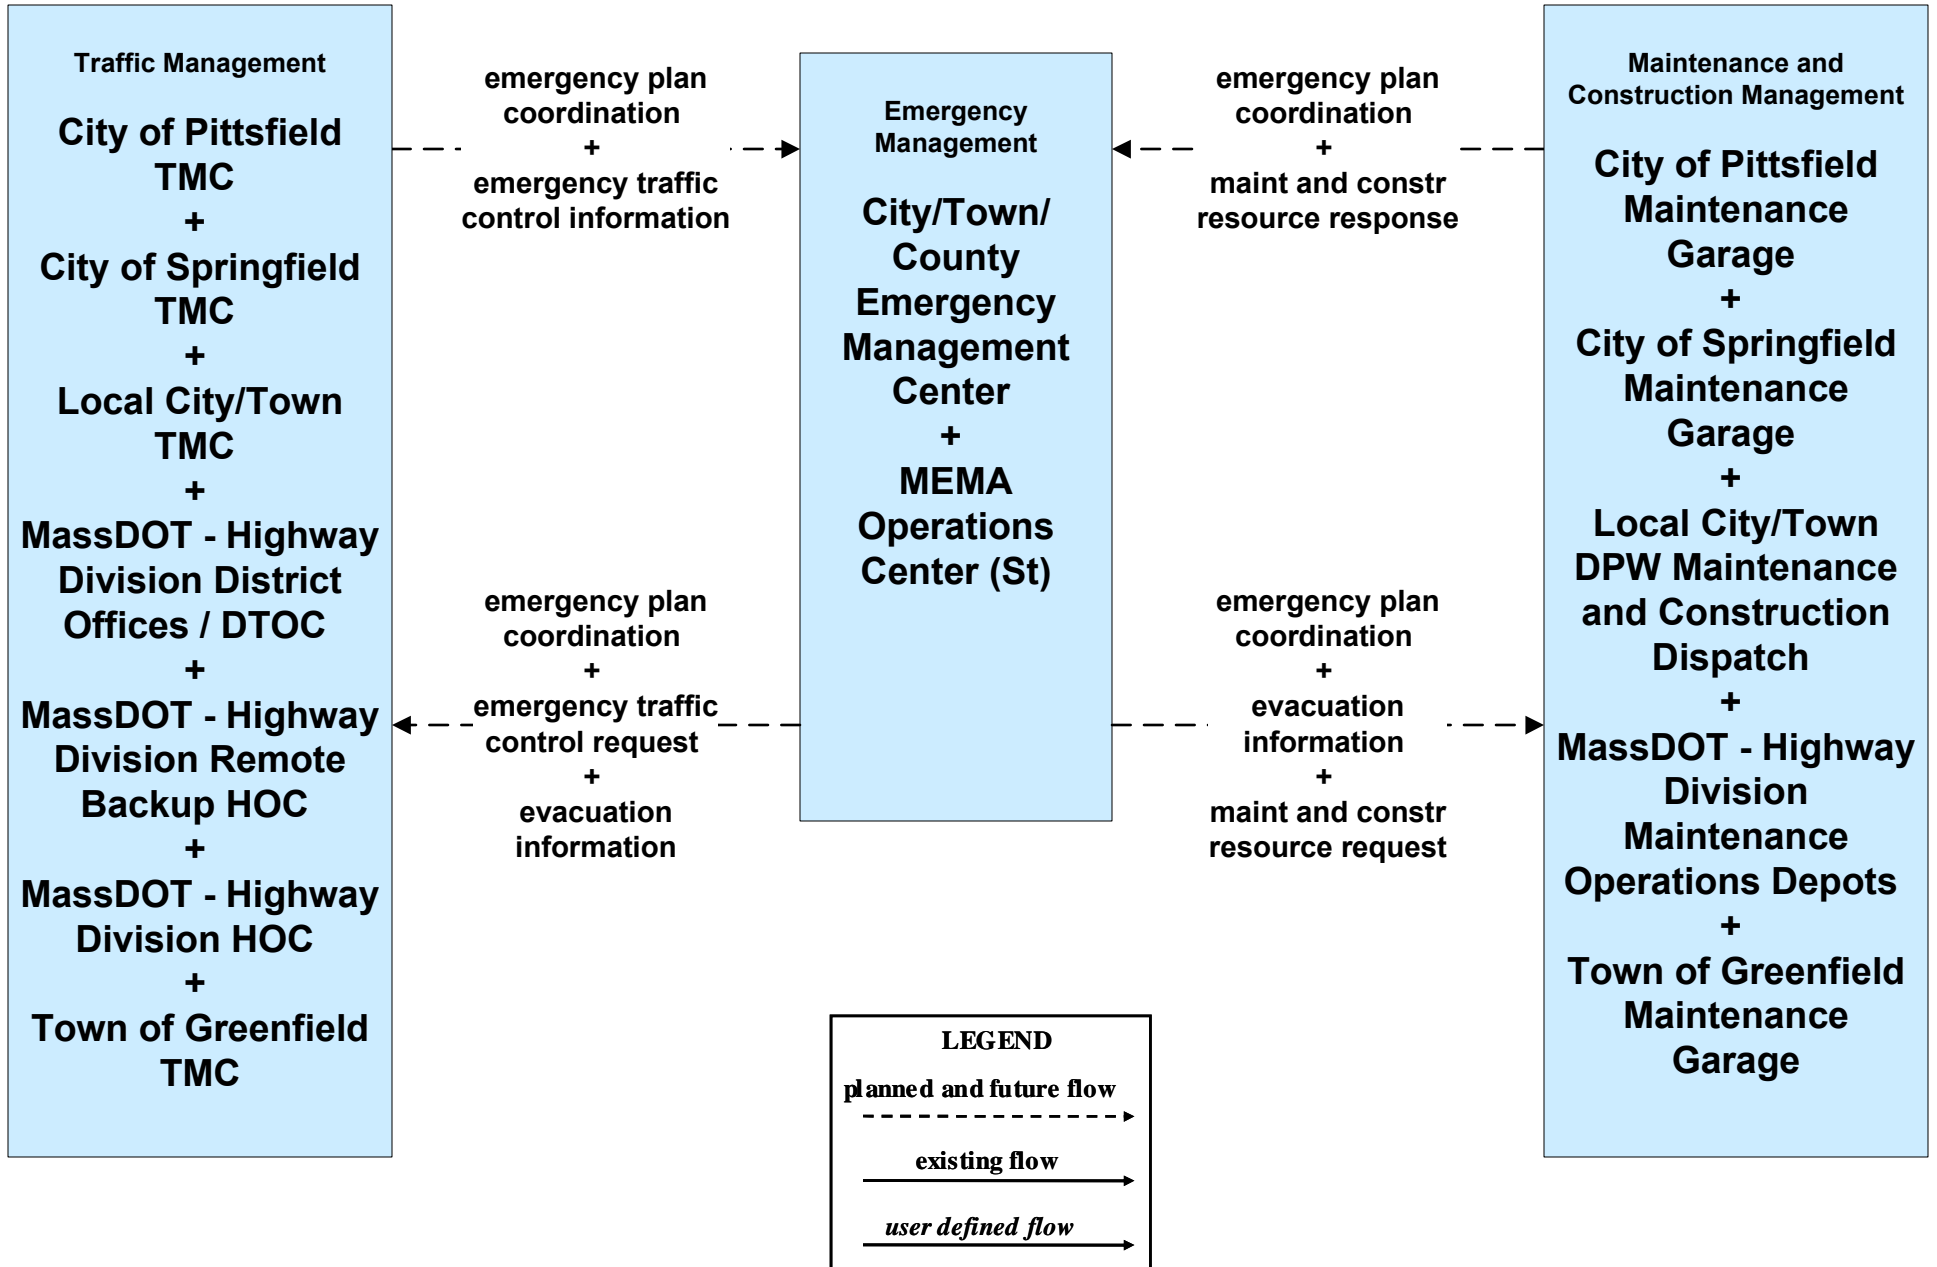 Traffic Management
City of Pittsfield
TMC
+
City of Springfield
TMC
+
Local City/Town
TMC
+
MassDOT - Highway
Division District
Offices / DTOC
+
MassDOT - Highway
Division Remote
Backup HOC
+
MassDOT - Highway
Division HOC
+
Town of Greenfield
TMC
emergency plan
coordination
+
emergency traffic
control information
emergency plan
coordination
+
emergency traffic
control request
+
evacuation
information
Emergency
Management
City/Town/
County
Emergency
Management
Center
+
MEMA
Operations
Center (St)
emergency plan
coordination
+
maint and constr
resource response
emergency plan
coordination
+
evacuation
information
+
maint and constr
resource request
Maintenance and
Construction Management
City of Pittsfield
Maintenance
Garage
+
City of Springfield
Maintenance
Garage
+
Local City/Town
DPW Maintenance
and Construction
Dispatch
+
MassDOT - Highway
Division
Maintenance
Operations Depots
+
Town of Greenfield
Maintenance
Garage
LEGEND
planned and future flow
existing flow
user defined flow